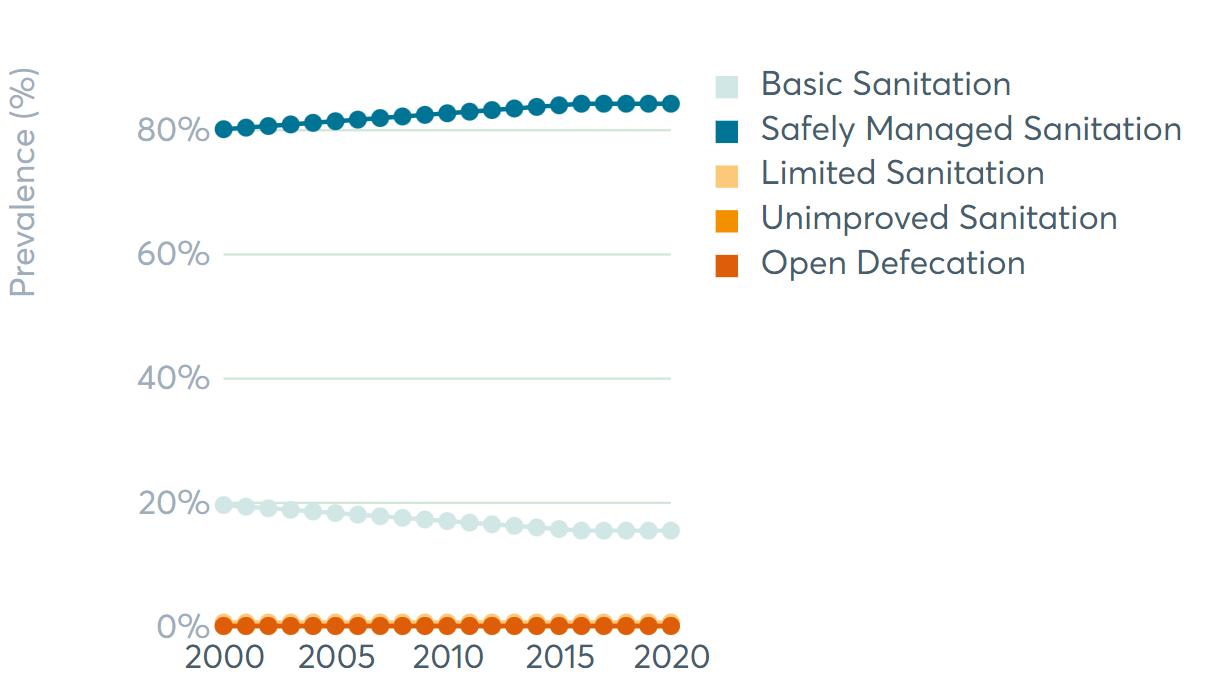 Prevalence (%)
80%
60%
40%
20%
0%
2000 2005 2010 2015 2020
Basic Sanitation
Safely Managed Sanitation
Limited Sanitation
Unimproved Sanitation
Open Defecation